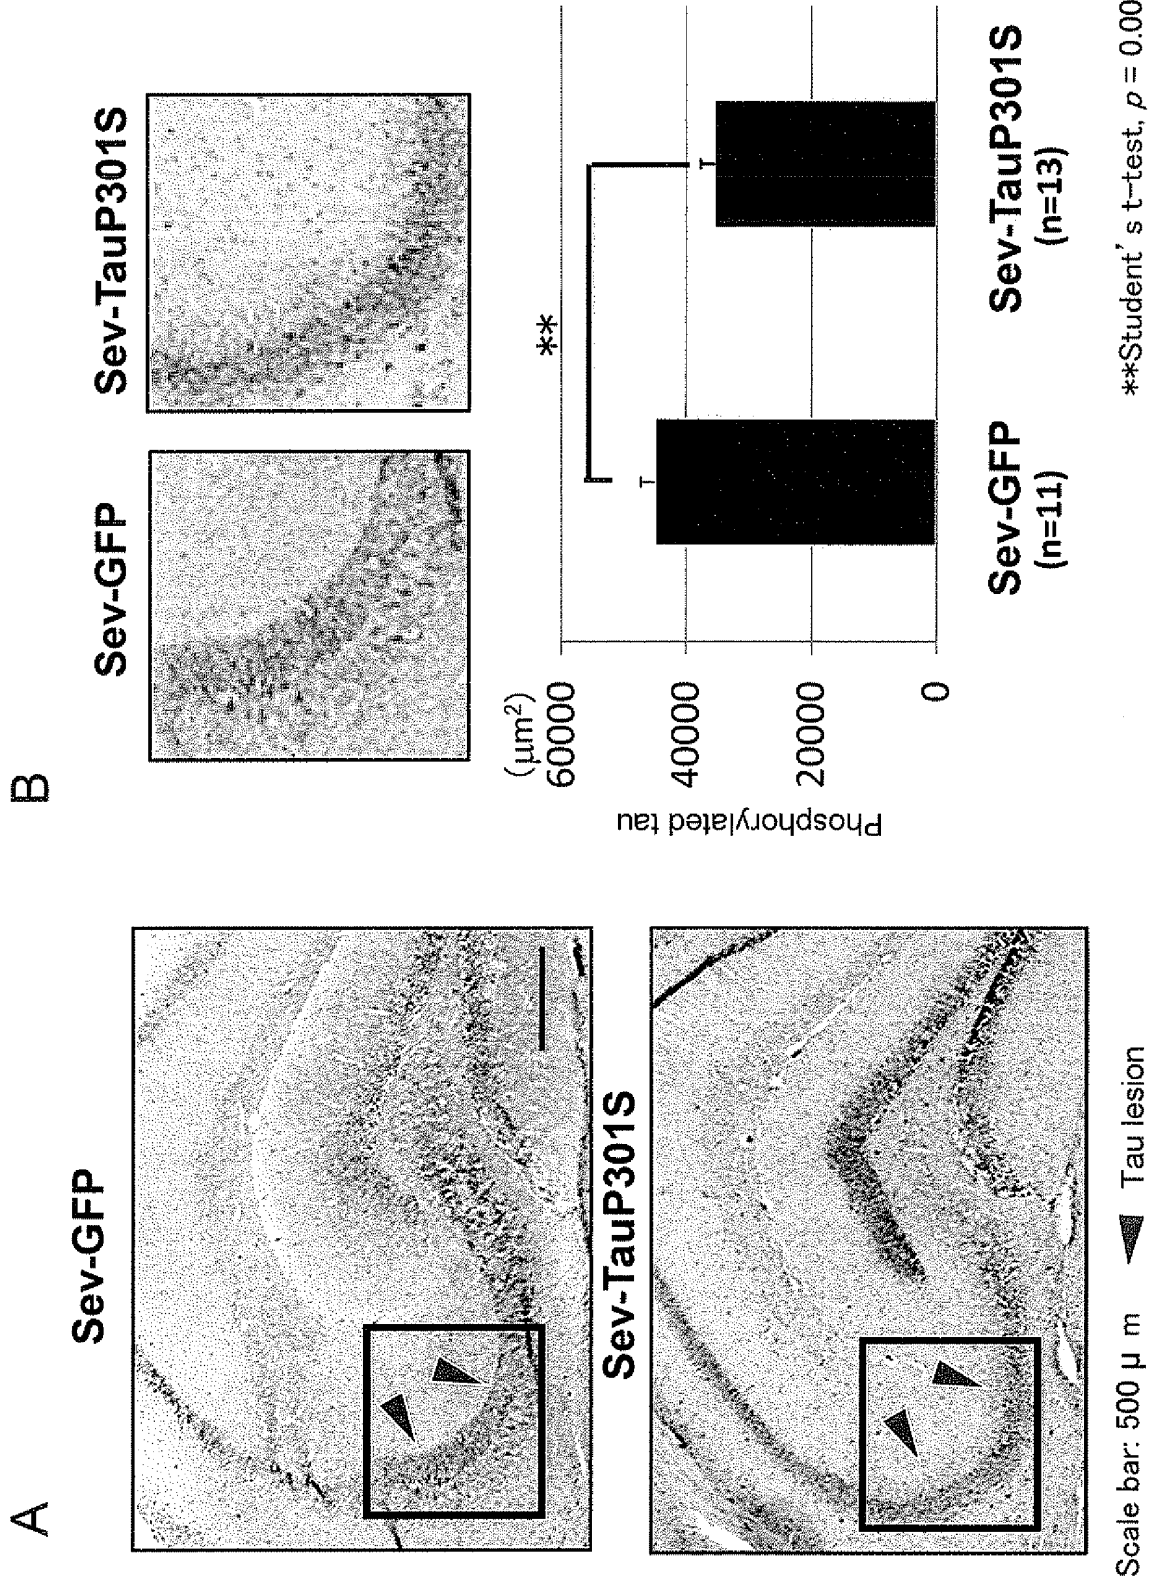 A
Sev-GFP
Sev-TauP301S
Scale bar: 500 μ m
Tau lesion
B
Sev-GFP
Sev-TauP301S
(μm²)
60000
40000
20000
0
Phosphorylated tau
**
Sev-GFP
(n=11)
Sev-TauP301S
(n=13)
**Student' s t-test, p = 0.00